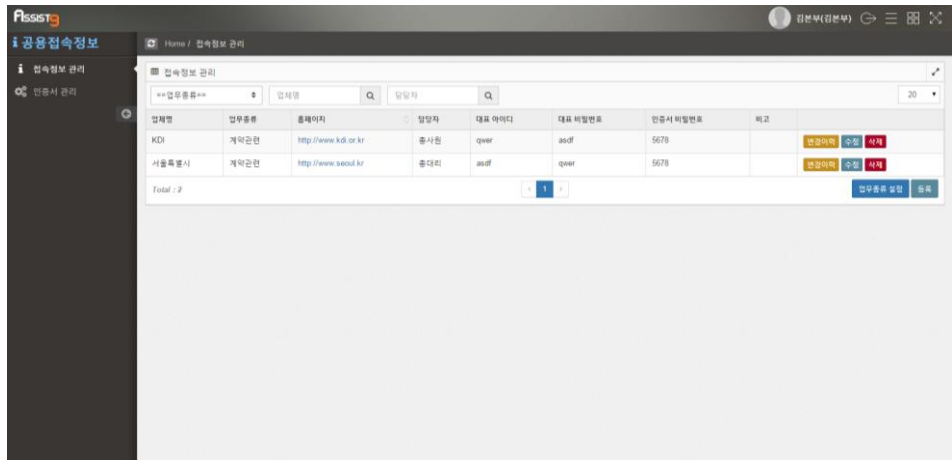 Assist9
김본부(김본부)
공용접속정보
Home / 접속정보 관리
접속정보 관리
인증서 관리
접속정보 관리
==업무종류== 업체명 담당자 20
업체명 업무종류 홈페이지 담당자 대표 아이디 대표 비밀번호 인증서 비밀번호 비고
KDI 계약관련 http://www.kdi.or.kr 총사원 qwer asdf 5678 변경이력 수정 삭제
서울특별시 계약관련 http://www.seoul.kr 총대리 asdf qwer 5678 변경이력 수정 삭제
Total : 2 1 업무종류 설정 등록